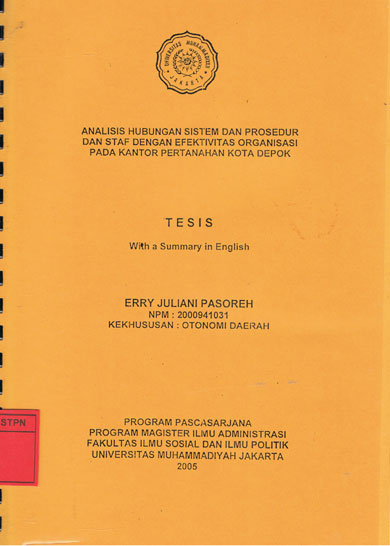 UNIVERSITAS MUHAMMADIYAH
JAKARTA
ANALISIS HUBUNGAN SISTEM DAN PROSEDUR
DAN STAF DENGAN EFEKTIVITAS ORGANISASI
PADA KANTOR PERTANAHAN KOTA DEPOK
TESIS
With a Summary in English
ERRY JULIANI PASOREH
NPM : 2000941031
KEKHUSUSAN : OTONOMI DAERAH
STPN
PROGRAM PASCASARJANA
PROGRAM MAGISTER ILMU ADMINISTRASI
FAKULTAS ILMU SOSIAL DAN ILMU POLITIK
UNIVERSITAS MUHAMMADIYAH JAKARTA
2005